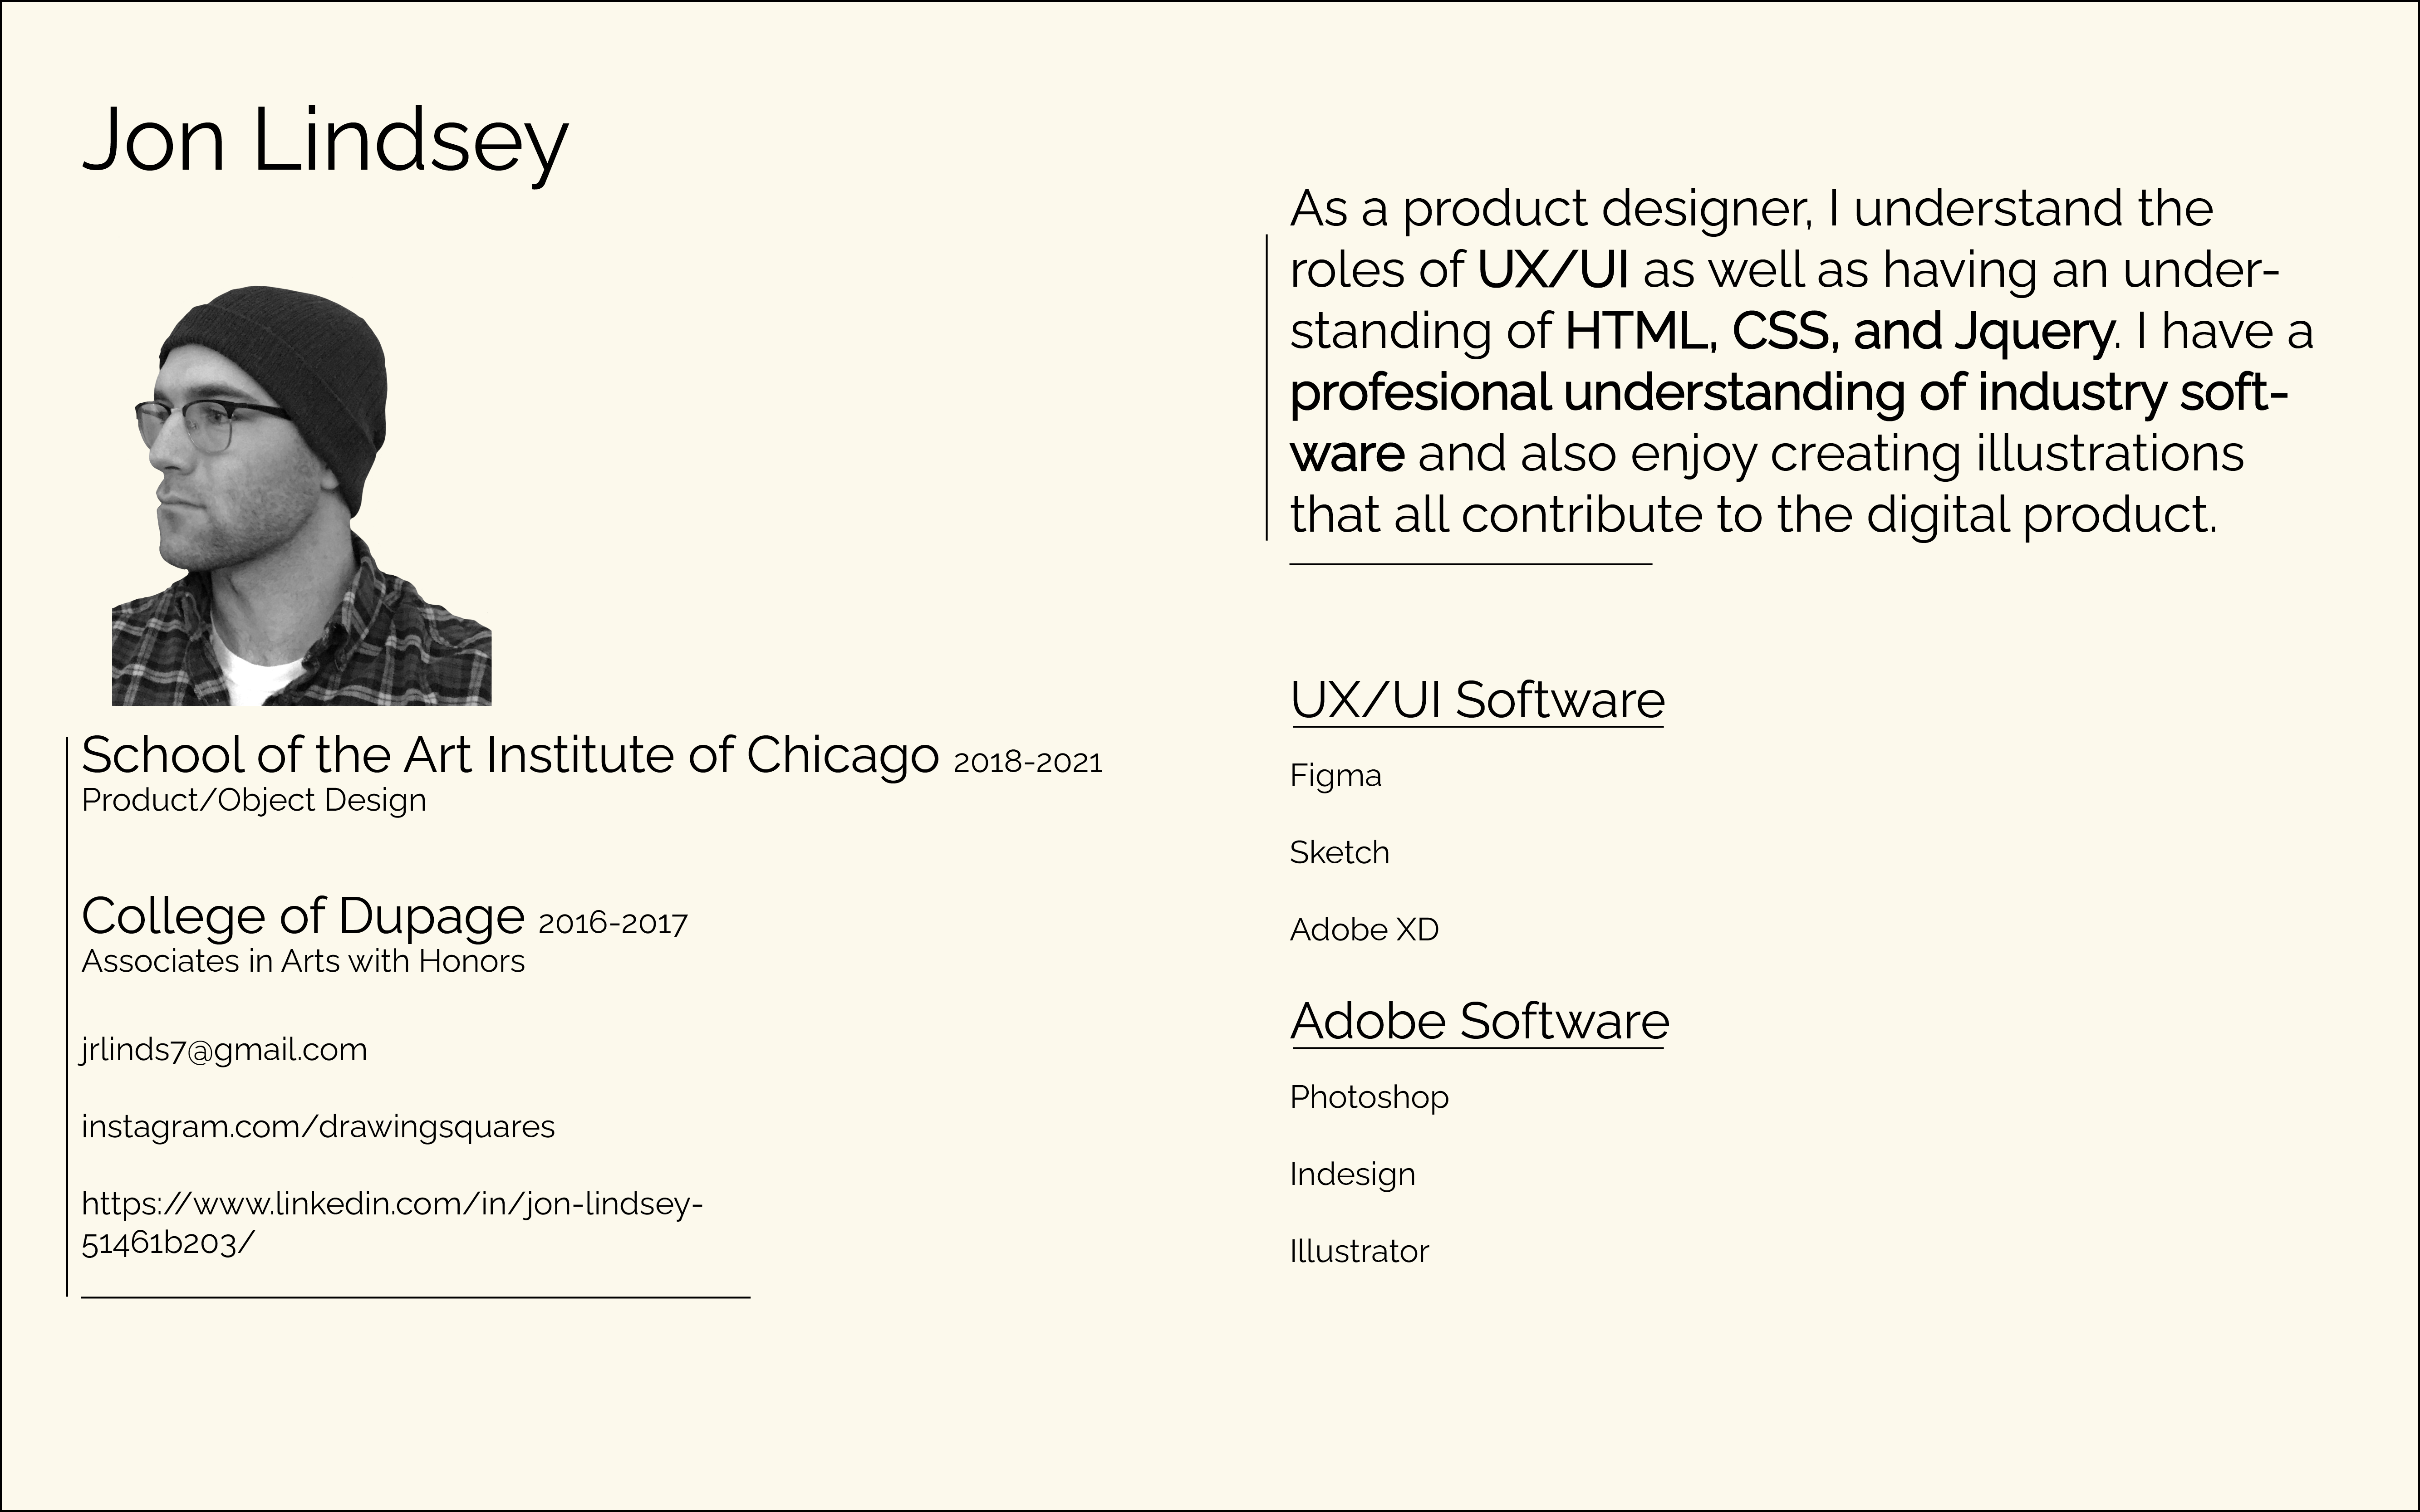 Jon Lindsey
School of the Art Institute of Chicago 2018-2021
Product/Object Design
College of Dupage 2016-2017
Associates in Arts with Honors
jrlinds7@gmail.com
instagram.com/drawingsquares
https://www.linkedin.com/in/jon-lindsey-
51461b203/
As a product designer, I understand the
roles of UX/UI as well as having an under-
standing of HTML, CSS, and Jquery. I have a
profesional understanding of industry soft-
ware and also enjoy creating illustrations
that all contribute to the digital product.
UX/UI Software
Figma
Sketch
Adobe XD
Adobe Software
Photoshop
Indesign
Illustrator